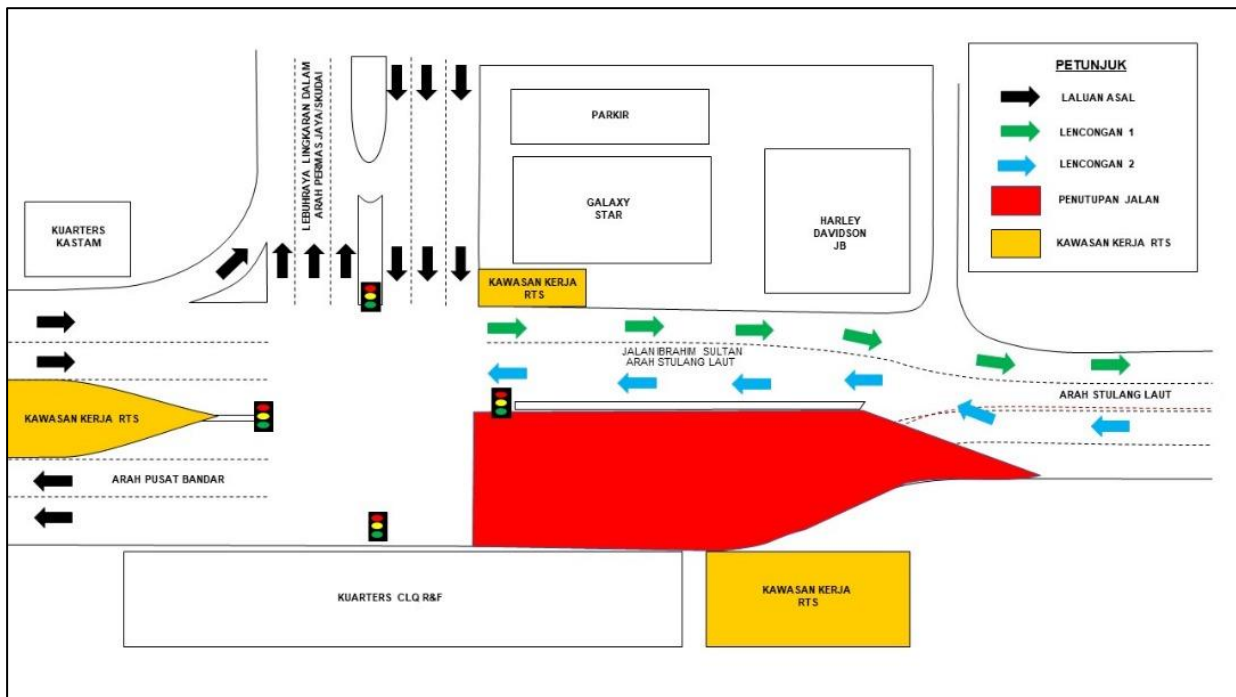 PETUNJUK
LALUAN ASAL
LENCONGAN 1
LENCONGAN 2
PENUTUPAN JALAN
KAWASAN KERJA RTS
LEBUHRAYA LINGKARAN DALAM
ARAH PERMAS JAYA/SKUDAI
PARKIR
GALAXY
STAR
HARLEY
DAVIDSON
JB
KUARTERS
KASTAM
KAWASAN KERJA
RTS
JALAN IBRAHIM SULTAN
ARAH STULANG LAUT
ARAH STULANG LAUT
KAWASAN KERJA RTS
ARAH PUSAT BANDAR
KUARTERS CLQ R&F
KAWASAN KERJA
RTS